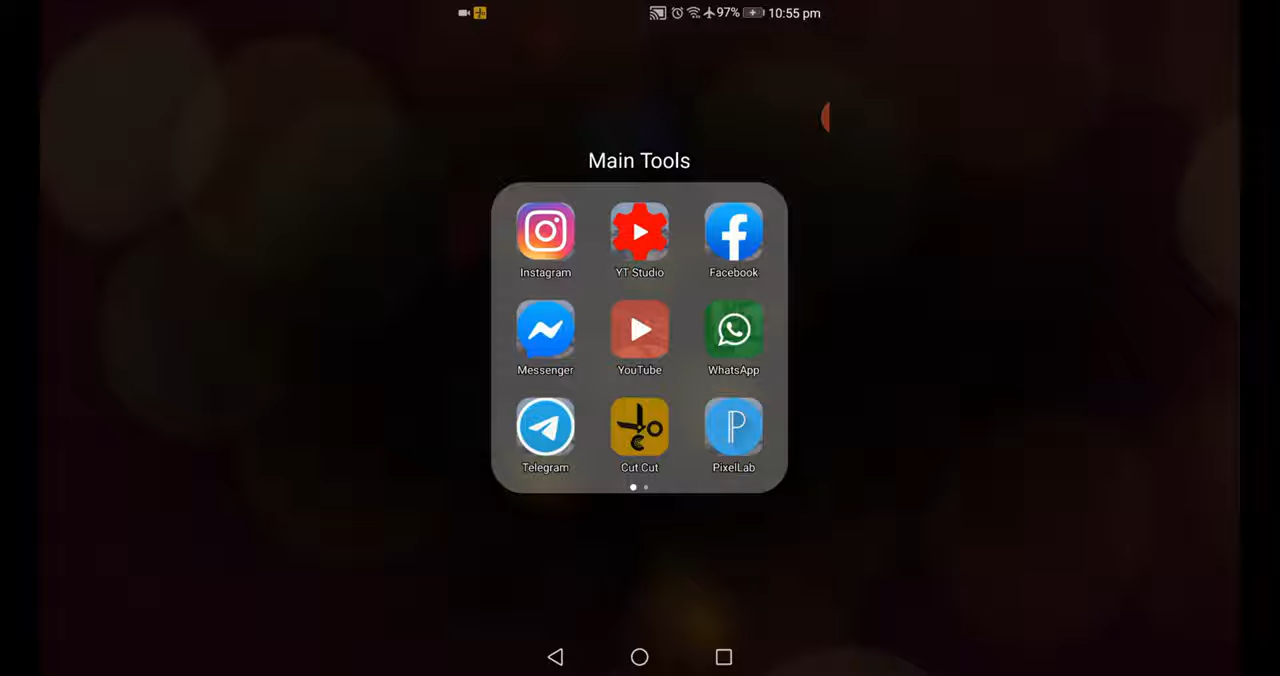 97% 10:55 pm
Main Tools
Instagram YT Studio Facebook
Messenger YouTube WhatsApp
Telegram Cut Cut PixelLab